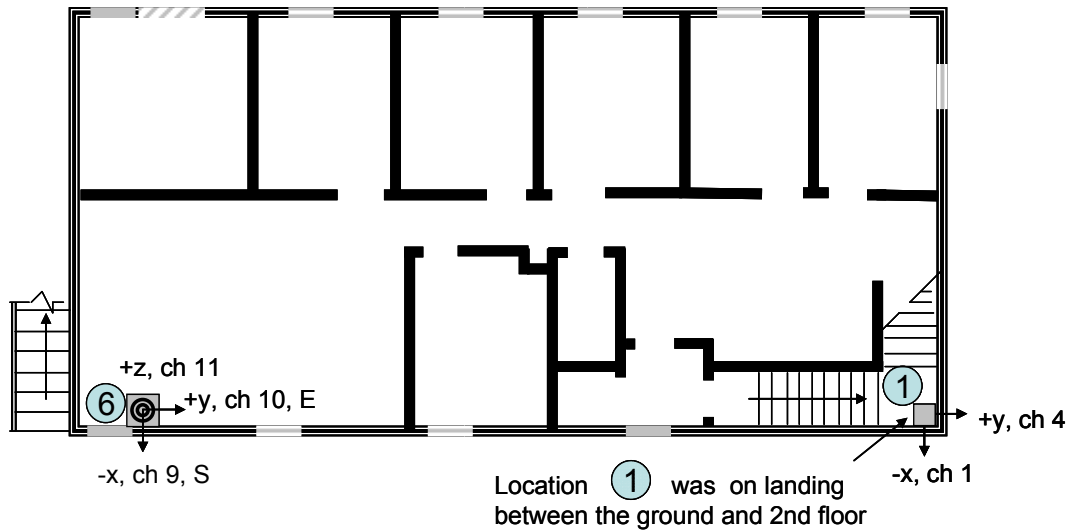 +z, ch 11
6
+y, ch 10, E
-x, ch 9, S
1
+y, ch 4
-x, ch 1
Location 1 was on landing
between the ground and 2nd floor